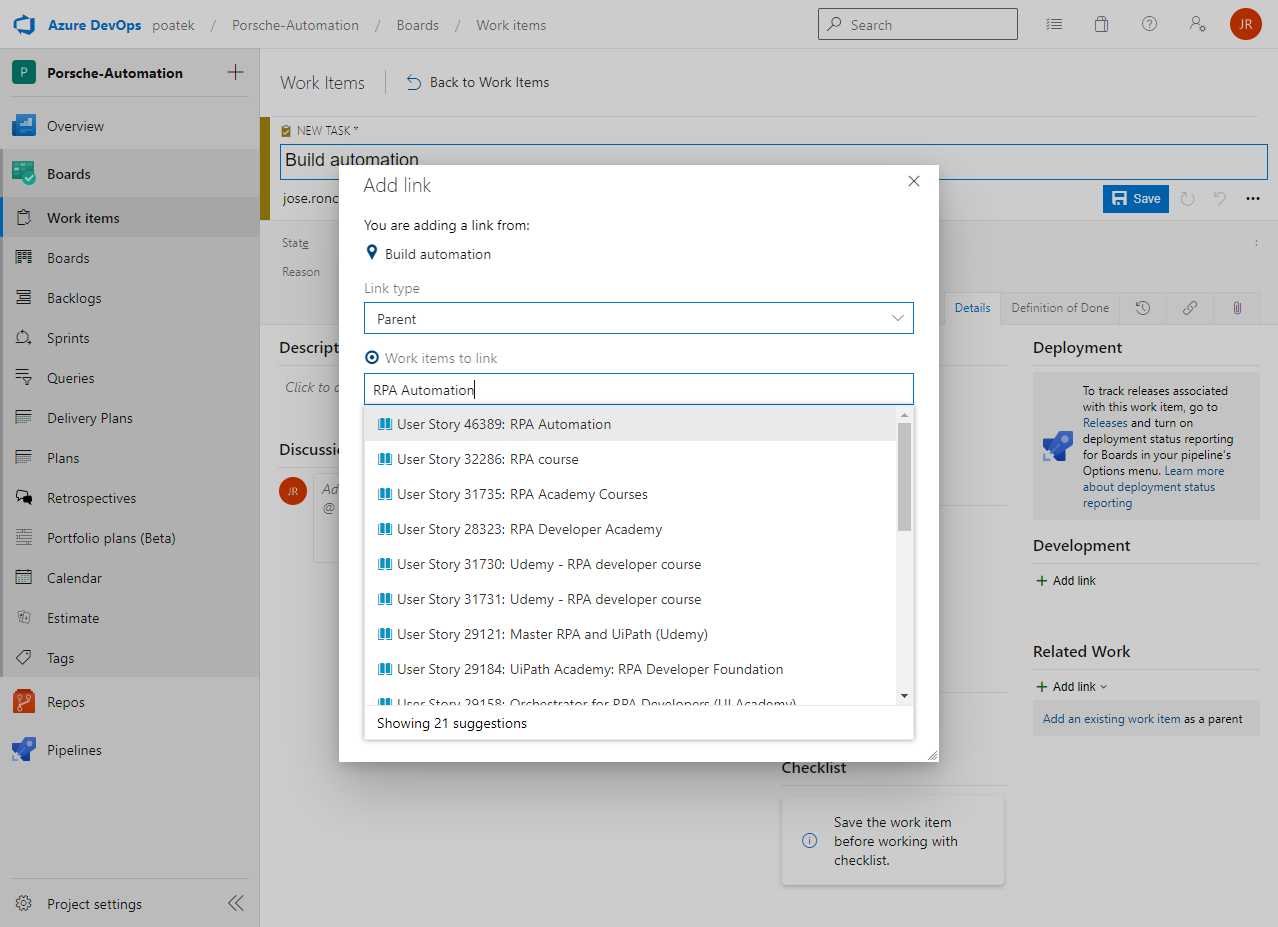 Azure DevOps poatek / Porsche-Automation / Boards / Work items
Search
JR
P Porsche-Automation
Overview
Boards
Work items
Boards
Backlogs
Sprints
Queries
Delivery Plans
Plans
Retrospectives
Portfolio plans (Beta)
Calendar
Estimate
Tags
Repos
Pipelines
Project settings
Work Items
Back to Work Items
NEW TASK *
Build automation
jose.ronc
Save
State
Reason
Details
Definition of Done
Descript
Click to
Discussi
JR
@
Add link
You are adding a link from:
Build automation
Link type
Parent
Work items to link
RPA Automation
User Story 46389: RPA Automation
User Story 32286: RPA course
User Story 31735: RPA Academy Courses
User Story 28323: RPA Developer Academy
User Story 31730: Udemy - RPA developer course
User Story 31731: Udemy - RPA developer course
User Story 29121: Master RPA and UiPath (Udemy)
User Story 29184: UiPath Academy: RPA Developer Foundation
User Story 29158: Orchestrator for RPA Developers (UI Academy)
Showing 21 suggestions
Deployment
To track releases associated
with this work item, go to
Releases and turn on
deployment status reporting
for Boards in your pipeline's
Options menu. Learn more
about deployment status
reporting
Development
Add link
Related Work
Add link
Add an existing work item as a parent
Checklist
Save the work item
before working with
checklist.